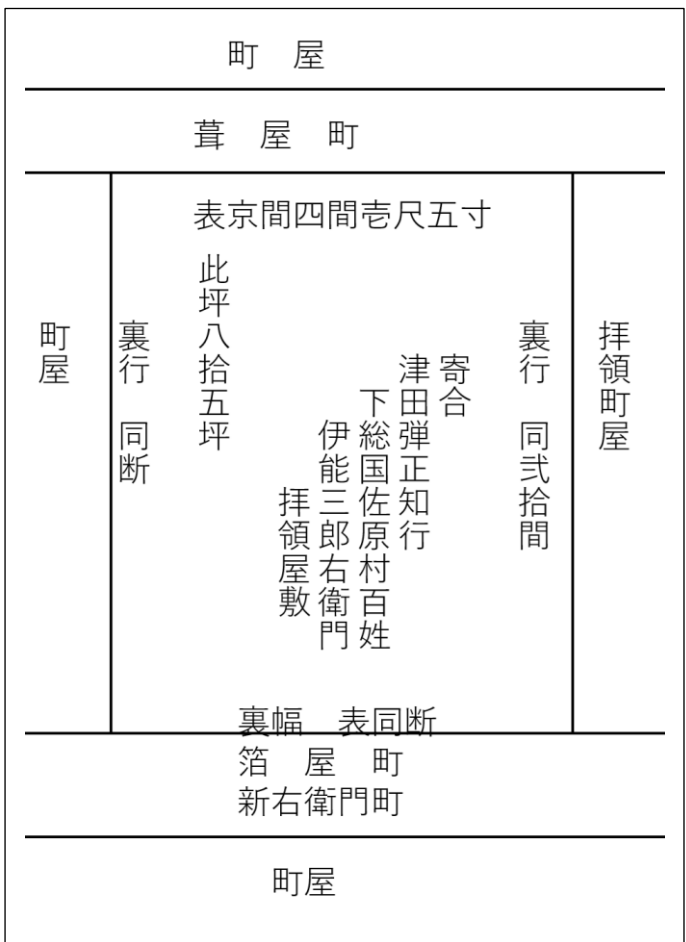 町　屋
葺　屋　町
表京間四間壱尺五寸
拝領町屋
裏行　同弐拾間
寄合
津田弾正知行
下総国佐原村百姓
伊能三郎右衛門
拝領屋敷
此坪八拾五坪
裏行　同断
町屋
裏幅　表同断
箔　屋　町
新右衛門町
町屋